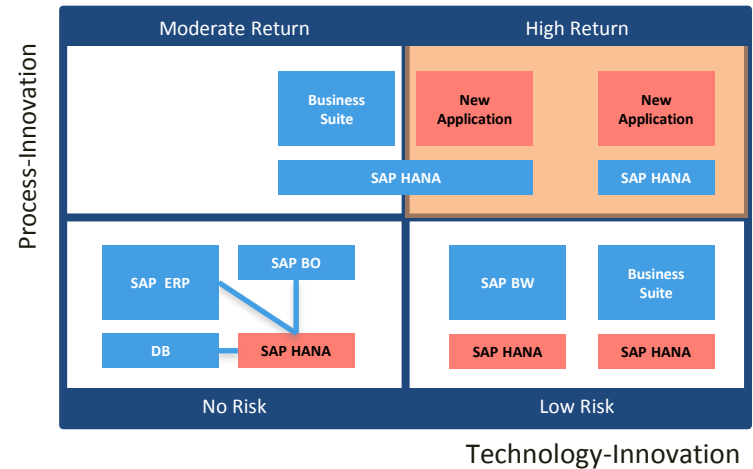 Moderate Return
High Return
Process-Innovation
Business
Suite
New
Application
New
Application
SAP HANA
SAP HANA
SAP ERP
SAP BO
SAP BW
Business
Suite
DB
SAP HANA
SAP HANA
SAP HANA
No Risk
Low Risk
Technology-Innovation